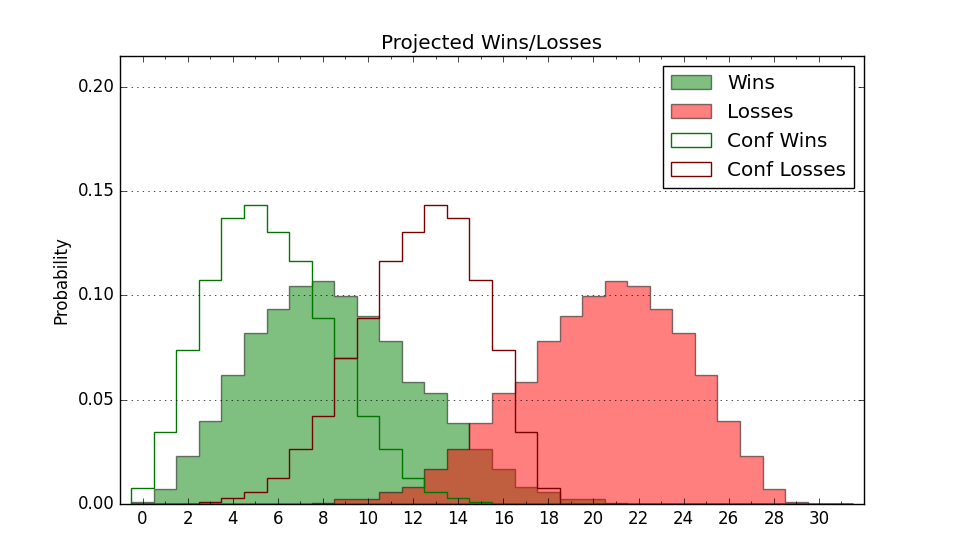 Projected Wins/Losses
Wins
Losses
Conf Wins
Conf Losses
Probability
0.20
0.15
0.10
0.05
0.00
0 2 4 6 8 10 12 14 16 18 20 22 24 26 28 30